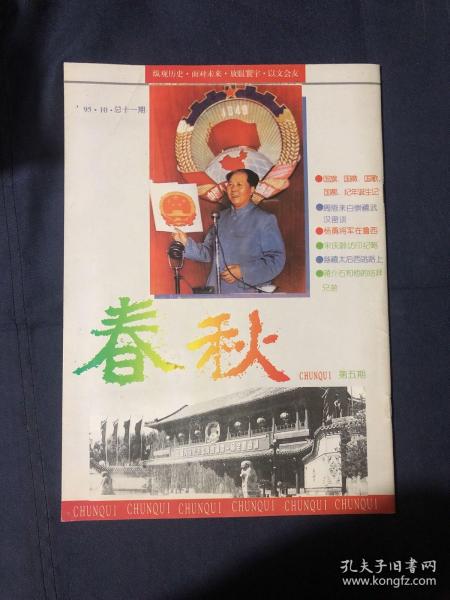 纵观历史·面对未来·放眼寰宇·以文会友
'95·10·总十一期
1949
●国旗、国徽、国歌、
国都、纪年诞生记
●周恩来白崇禧武
汉密谈
●杨勇将军在鲁西
●宋庆龄访印纪略
●慈禧太后西逃路上
●蒋介石和他的结拜
兄弟
春秋
CHUNQUI 第五期
CHUNQUI CHUNQUI CHUNQUI CHUNQUI CHUNQUI CHUNQUI
孔夫子旧书网
www.kongfz.com